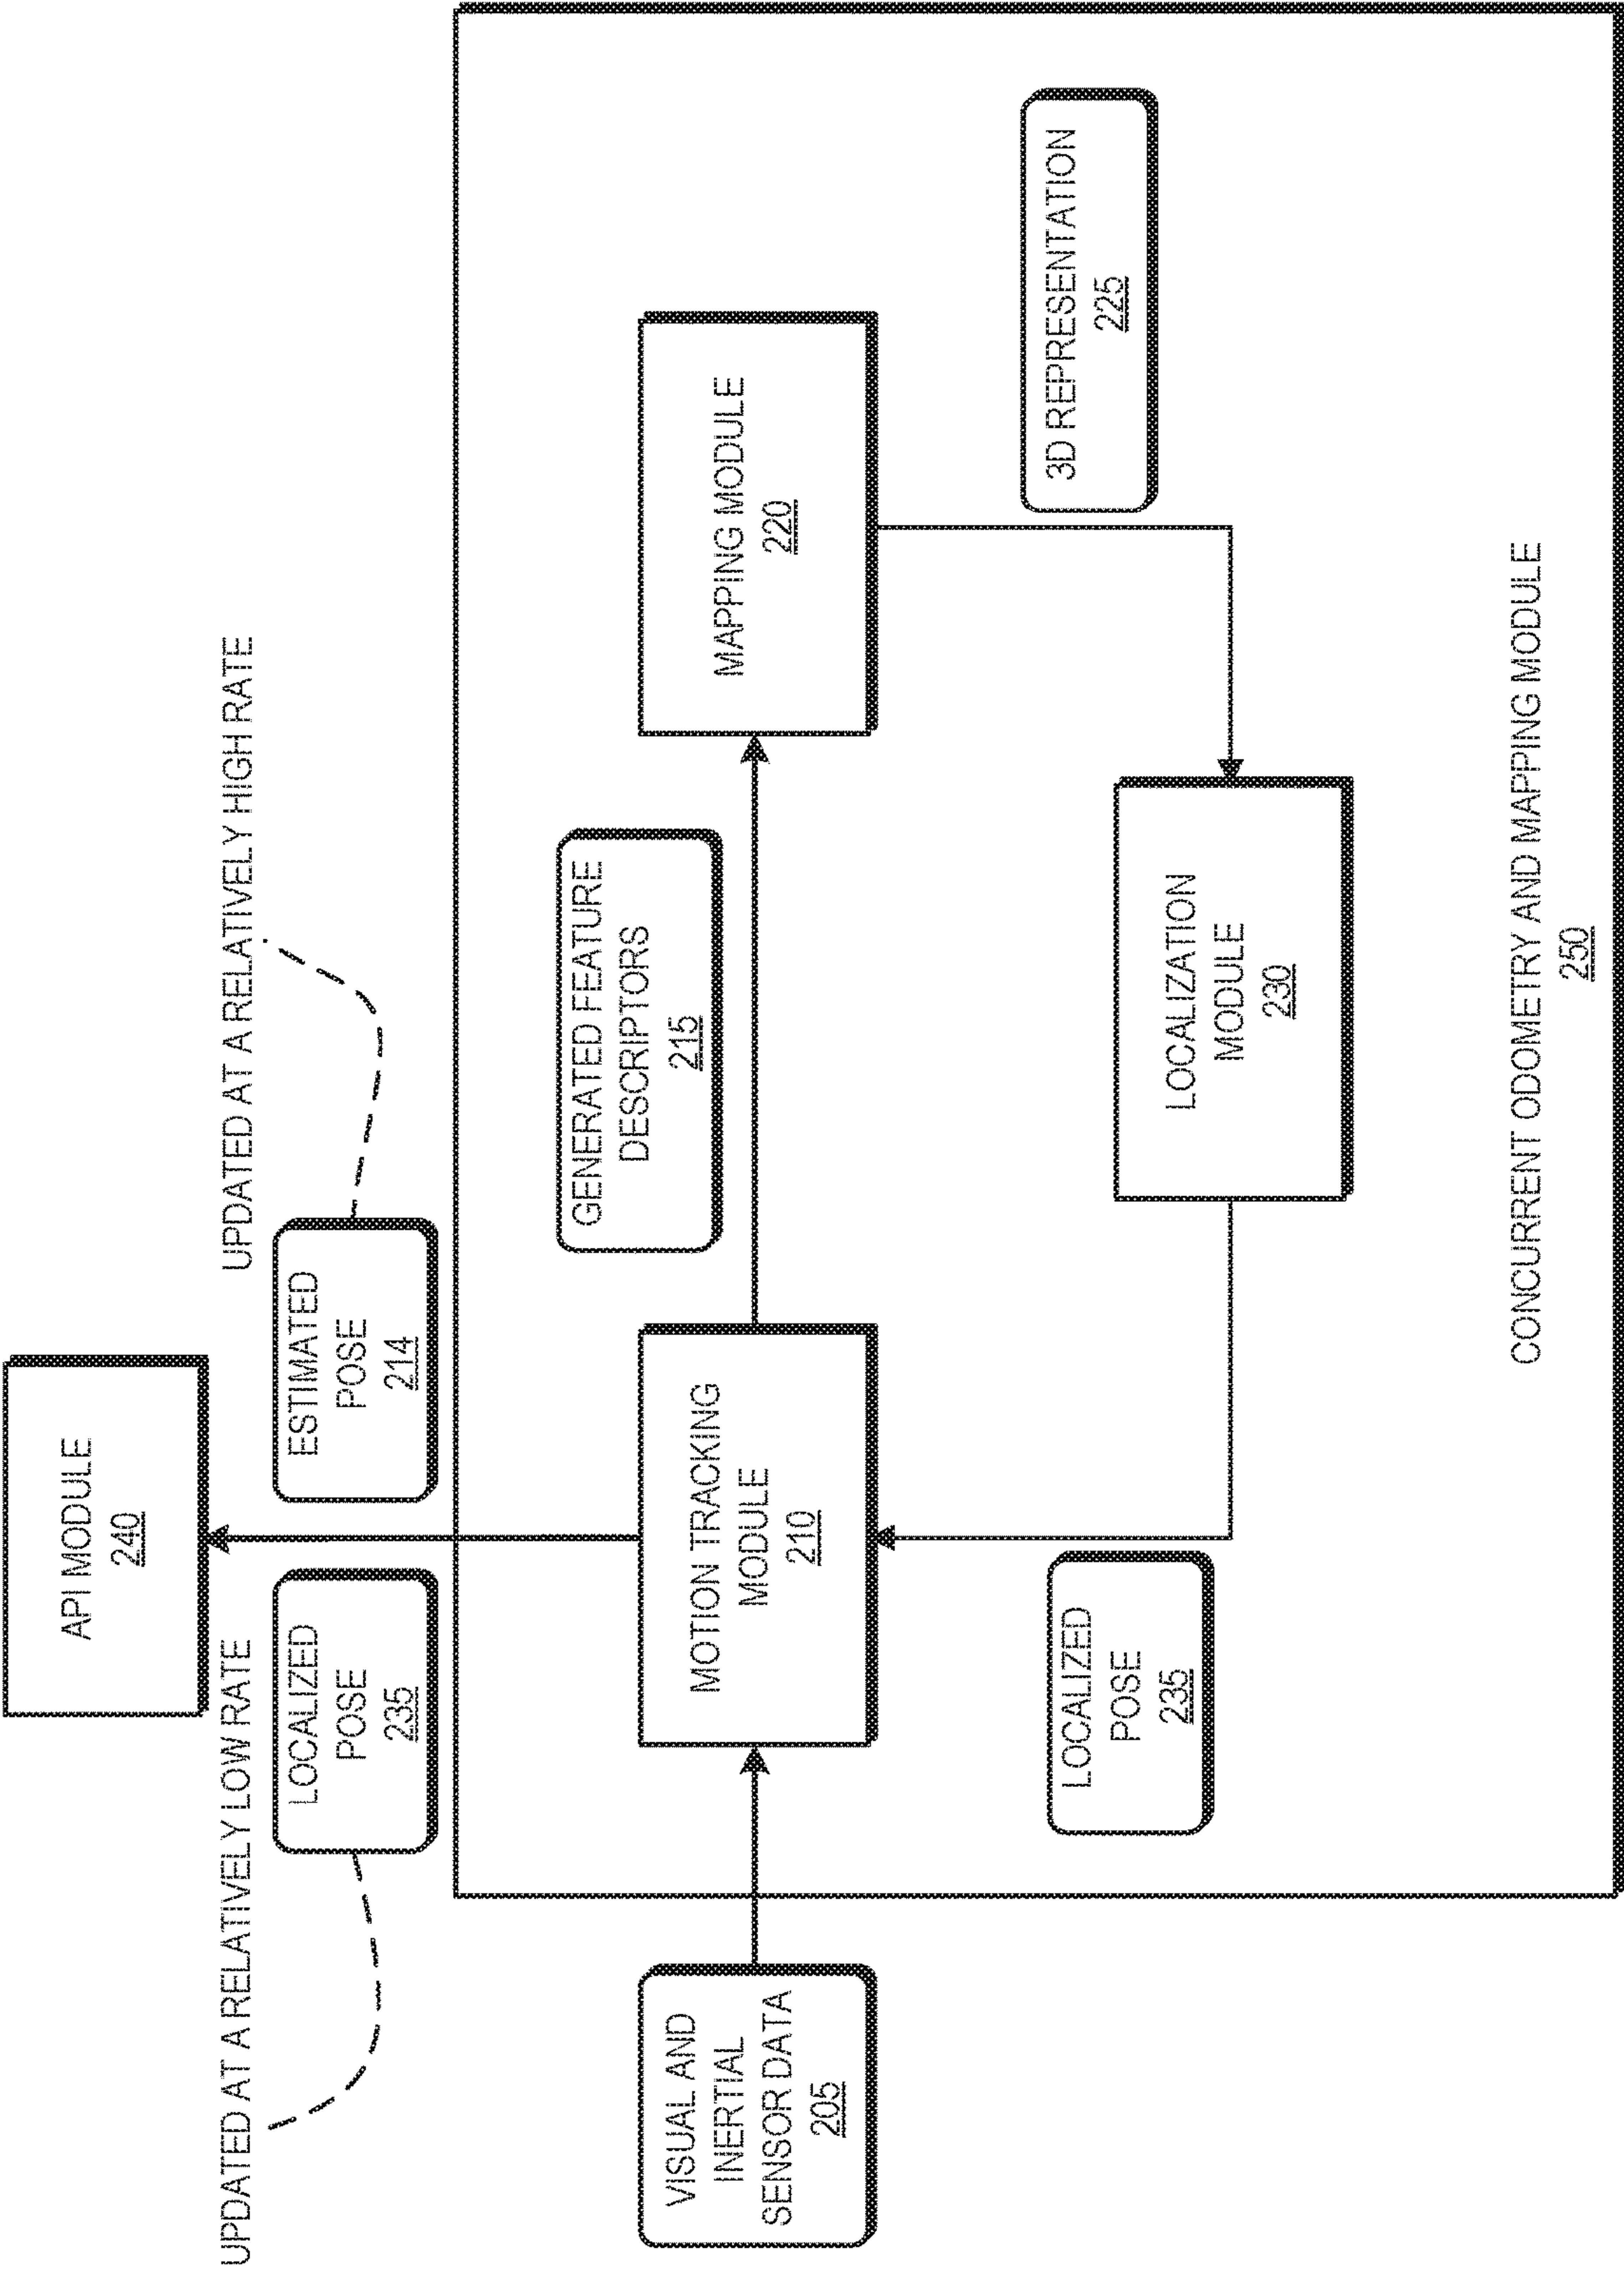 API MODULE
240
UPDATED AT A RELATIVELY LOW RATE
UPDATED AT A RELATIVELY HIGH RATE
LOCALIZED
POSE
235
ESTIMATED
POSE
214
VISUAL AND
INERTIAL
SENSOR DATA
205
MOTION TRACKING
MODULE
210
GENERATED FEATURE
DESCRIPTORS
215
MAPPING MODULE
220
LOCALIZED
POSE
235
LOCALIZATION
MODULE
230
3D REPRESENTATION
225
CONCURRENT ODOMETRY AND MAPPING MODULE
250